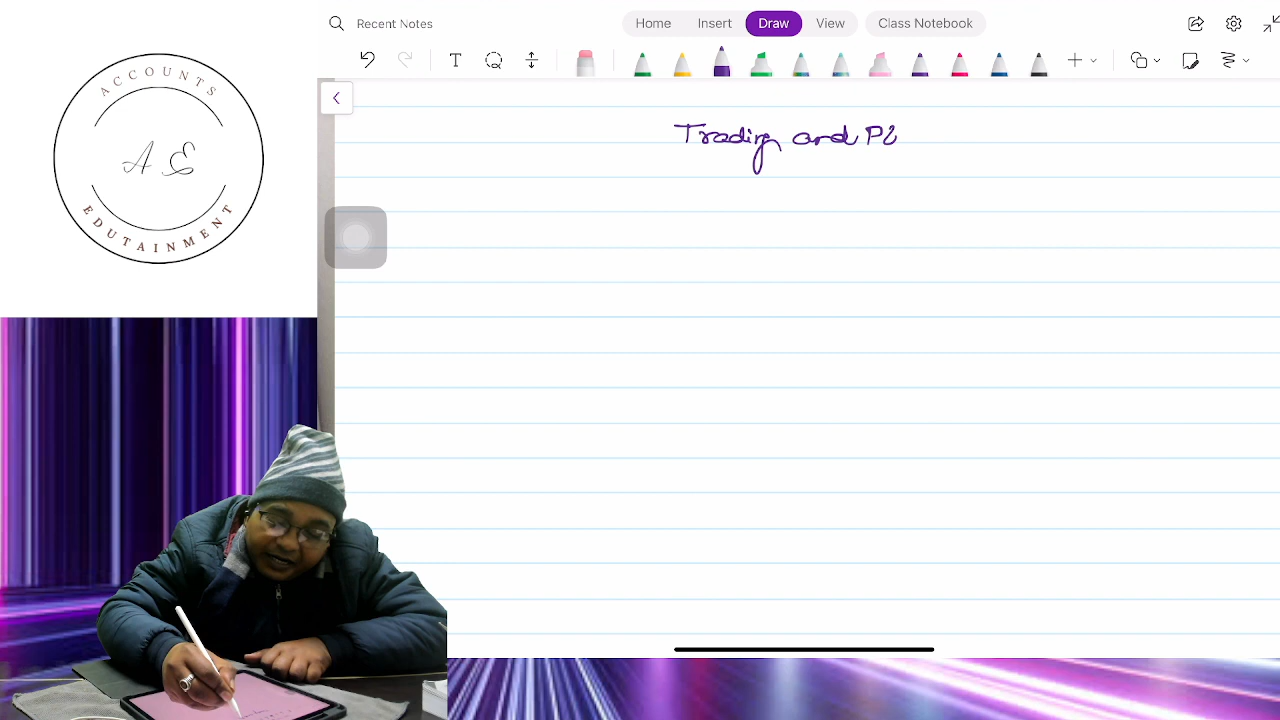 Recent Notes
Home Insert Draw View Class Notebook
T
ACCOUNTS
A E
EDUTAINMENT
Trading and P&